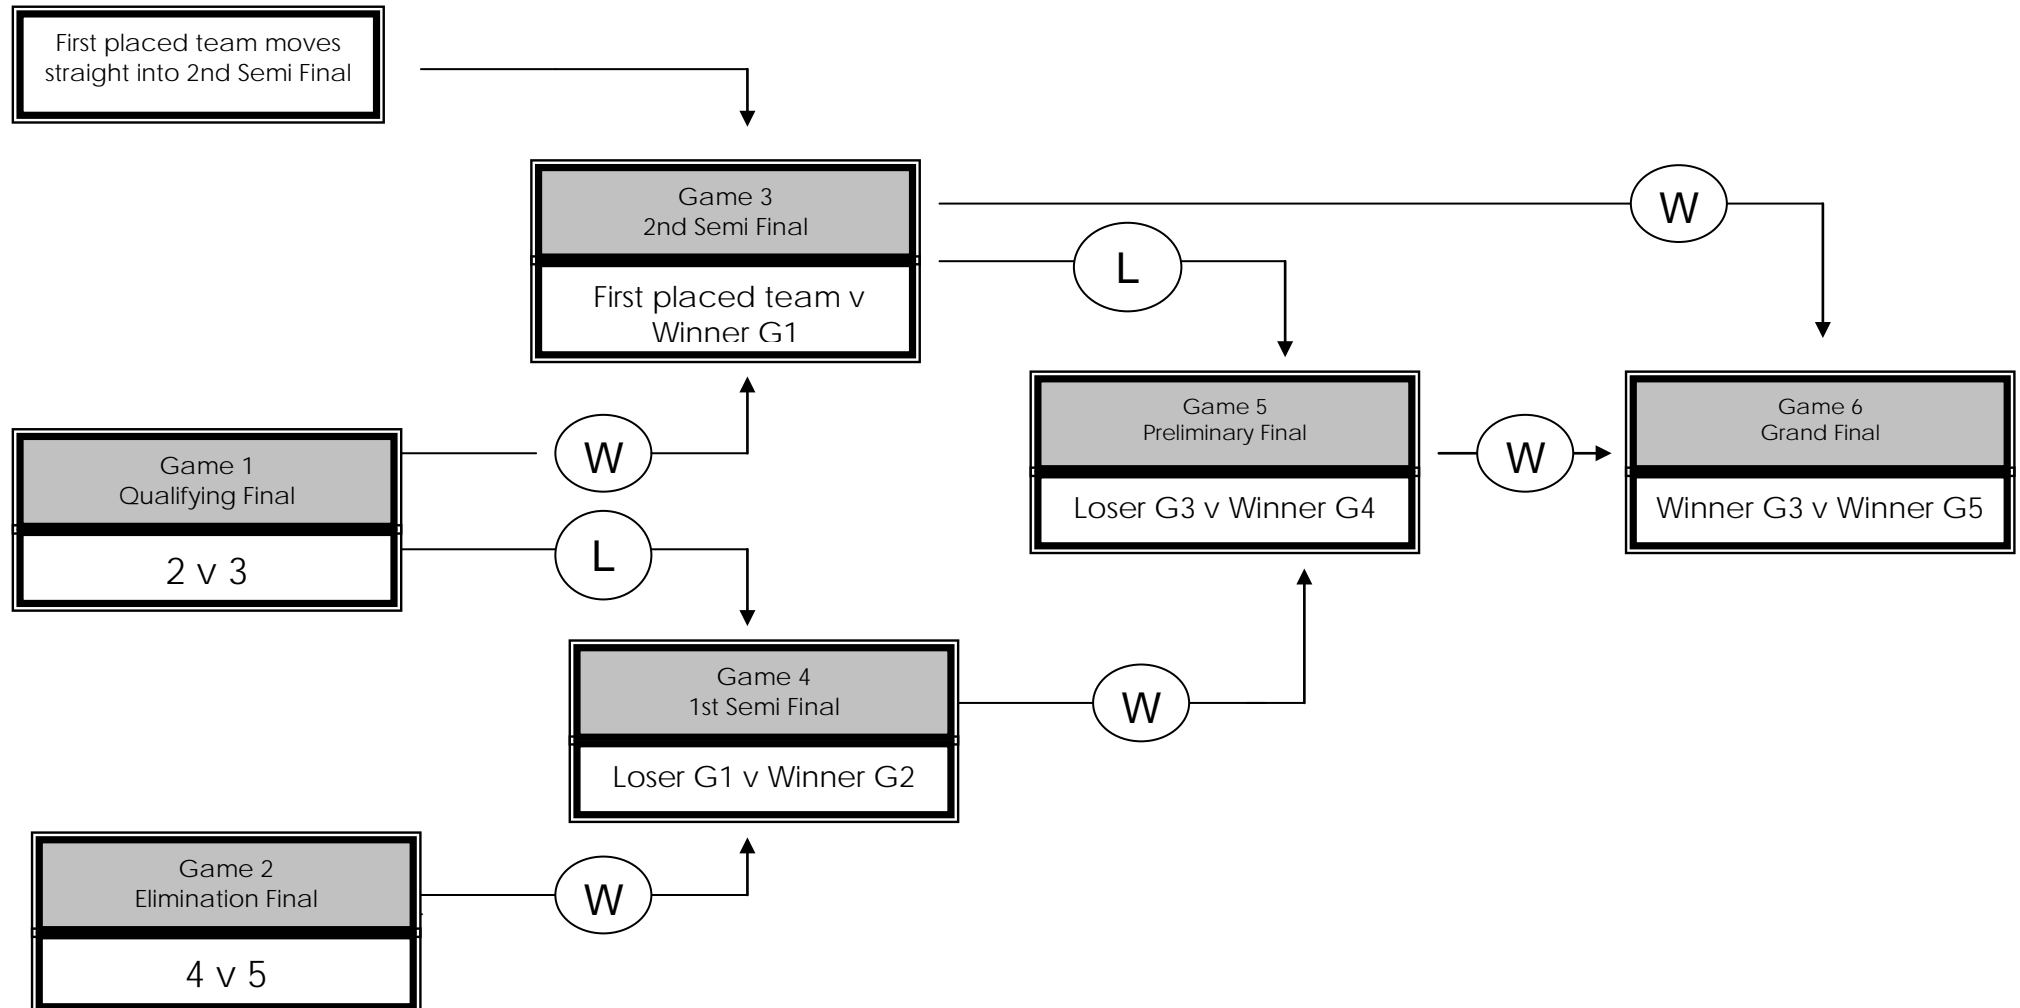 First placed team moves
straight into 2nd Semi Final
Game 3
2nd Semi Final
First placed team v
Winner G1
W
L
Game 1
Qualifying Final
2 v 3
W
L
Game 5
Preliminary Final
Loser G3 v Winner G4
W
Game 6
Grand Final
Winner G3 v Winner G5
Game 4
1st Semi Final
Loser G1 v Winner G2
W
Game 2
Elimination Final
4 v 5
W